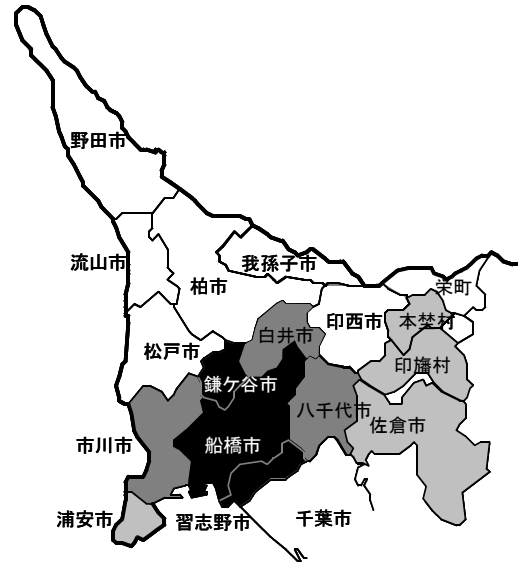 野田市
流山市
我孫子市
柏市
栄町
印西市
本埜村
白井市
松戸市
印旛村
鎌ケ谷市
八千代市
佐倉市
市川市
船橋市
浦安市
習志野市
千葉市